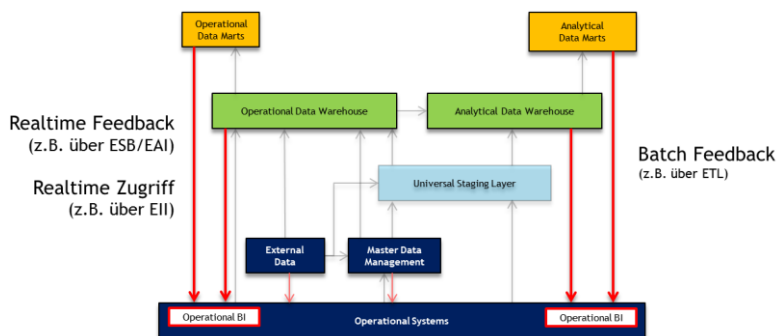 Operational
Data Marts
Analytical
Data Marts
Operational Data Warehouse
Analytical Data Warehouse
Realtime Feedback
(z.B. über ESB/EAI)
Realtime Zugriff
(z.B. über EII)
Batch Feedback
(z.B. über ETL)
Universal Staging Layer
External
Data
Master Data
Management
Operational BI
Operational Systems
Operational BI